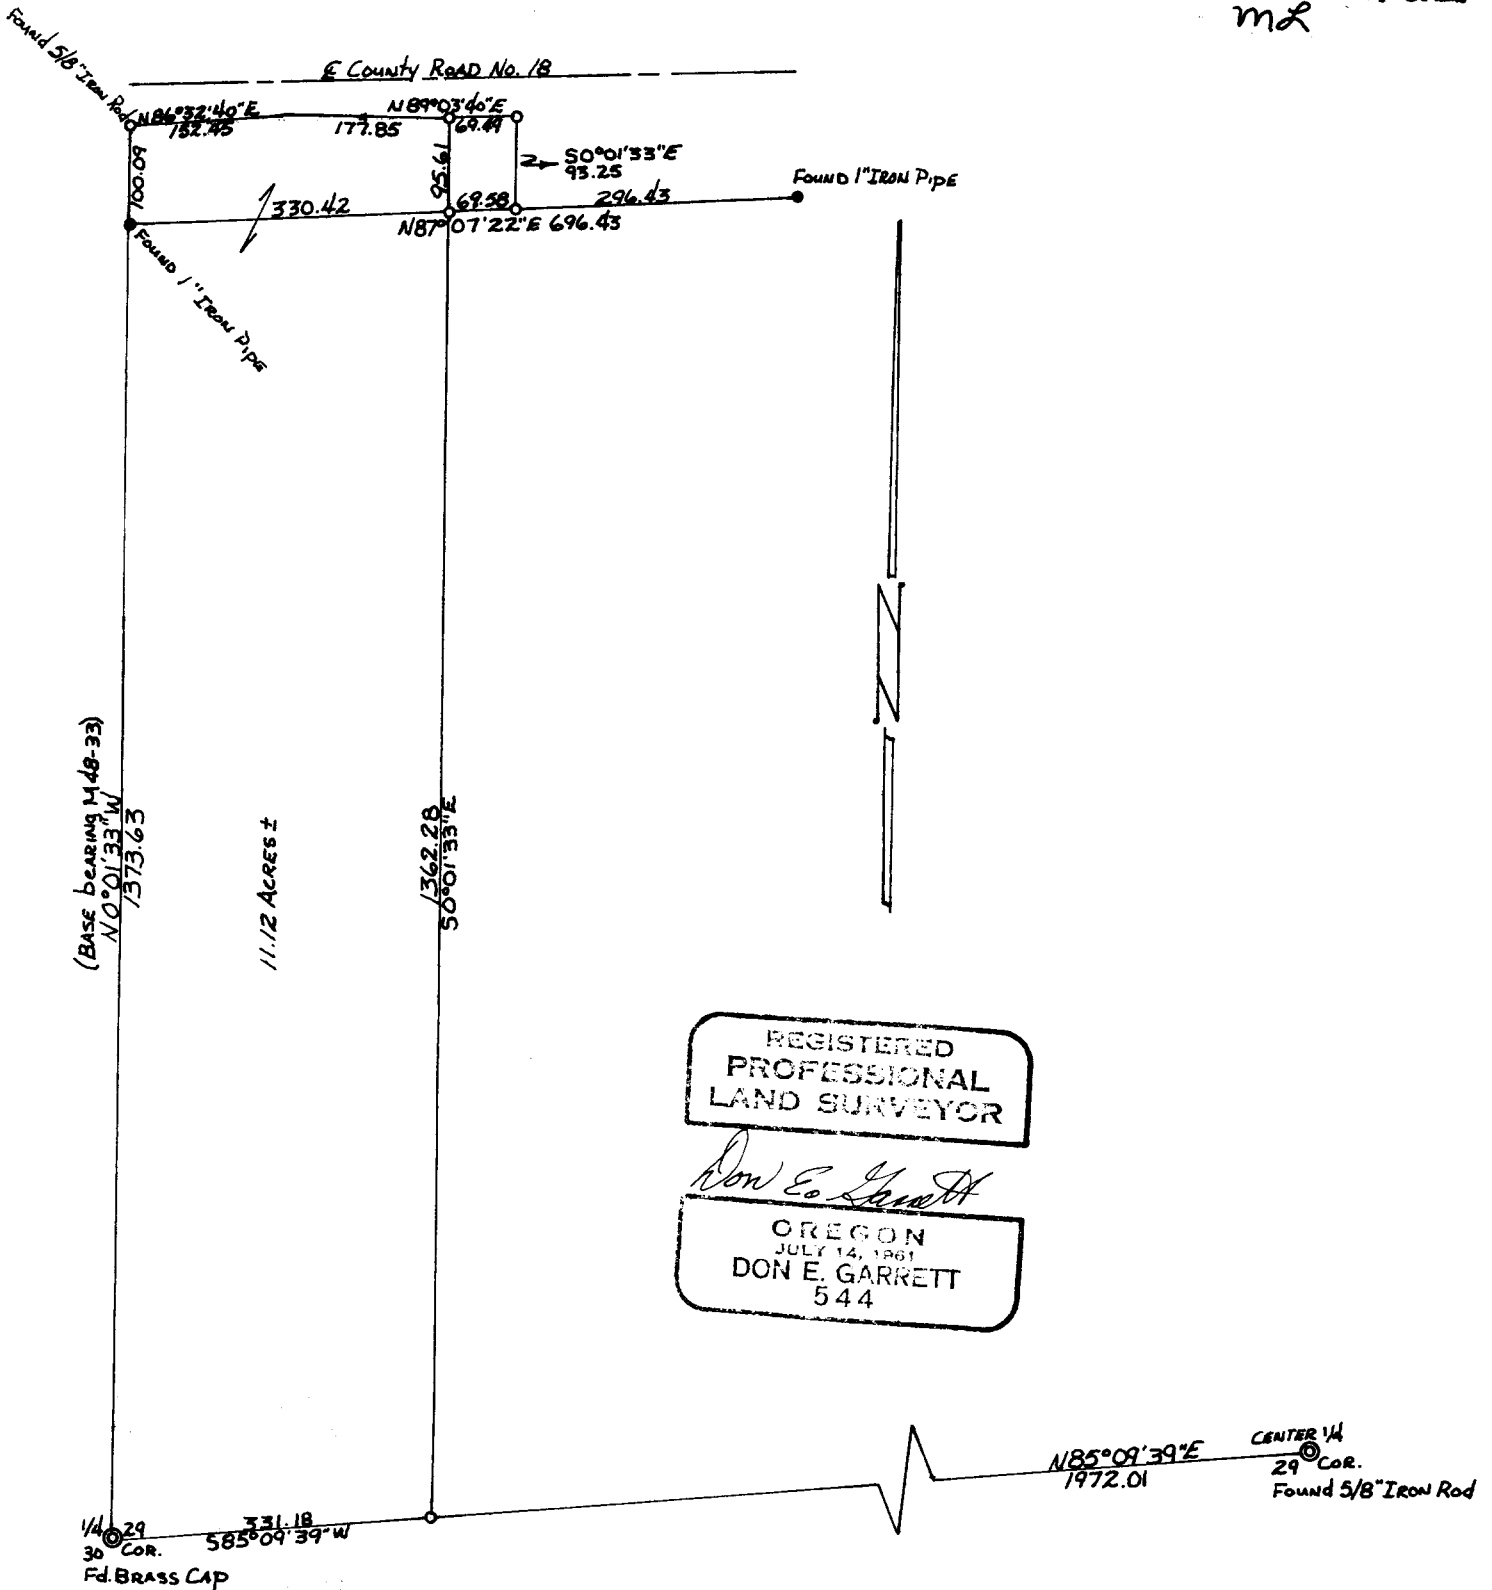 mL
℄ County Road No. 18
Found 5/8" Iron Rod
N86°32'40"E
152.45
177.85
N89°03'40"E
69.49
100.09
95.61
2
S0°01'33"E
93.25
Found 1" Iron Pipe
1
330.42
69.58
296.43
N87°07'22"E 696.43
Found 1" Iron Pipe
(BASE bearing M48-33)
N0°01'33"W
1373.63
11.12 Acres ±
1362.28
S0°01'33"E
N
REGISTERED
PROFESSIONAL
LAND SURVEYOR
Don E. Garrett
OREGON
JULY 14, 1961
DON E. GARRETT
544
N85°09'39"E
1972.01
CENTER 1/4
29 COR.
Found 5/8" Iron Rod
331.18
S85°09'39"W
1/4 29
30 COR.
Fd. BRASS CAP